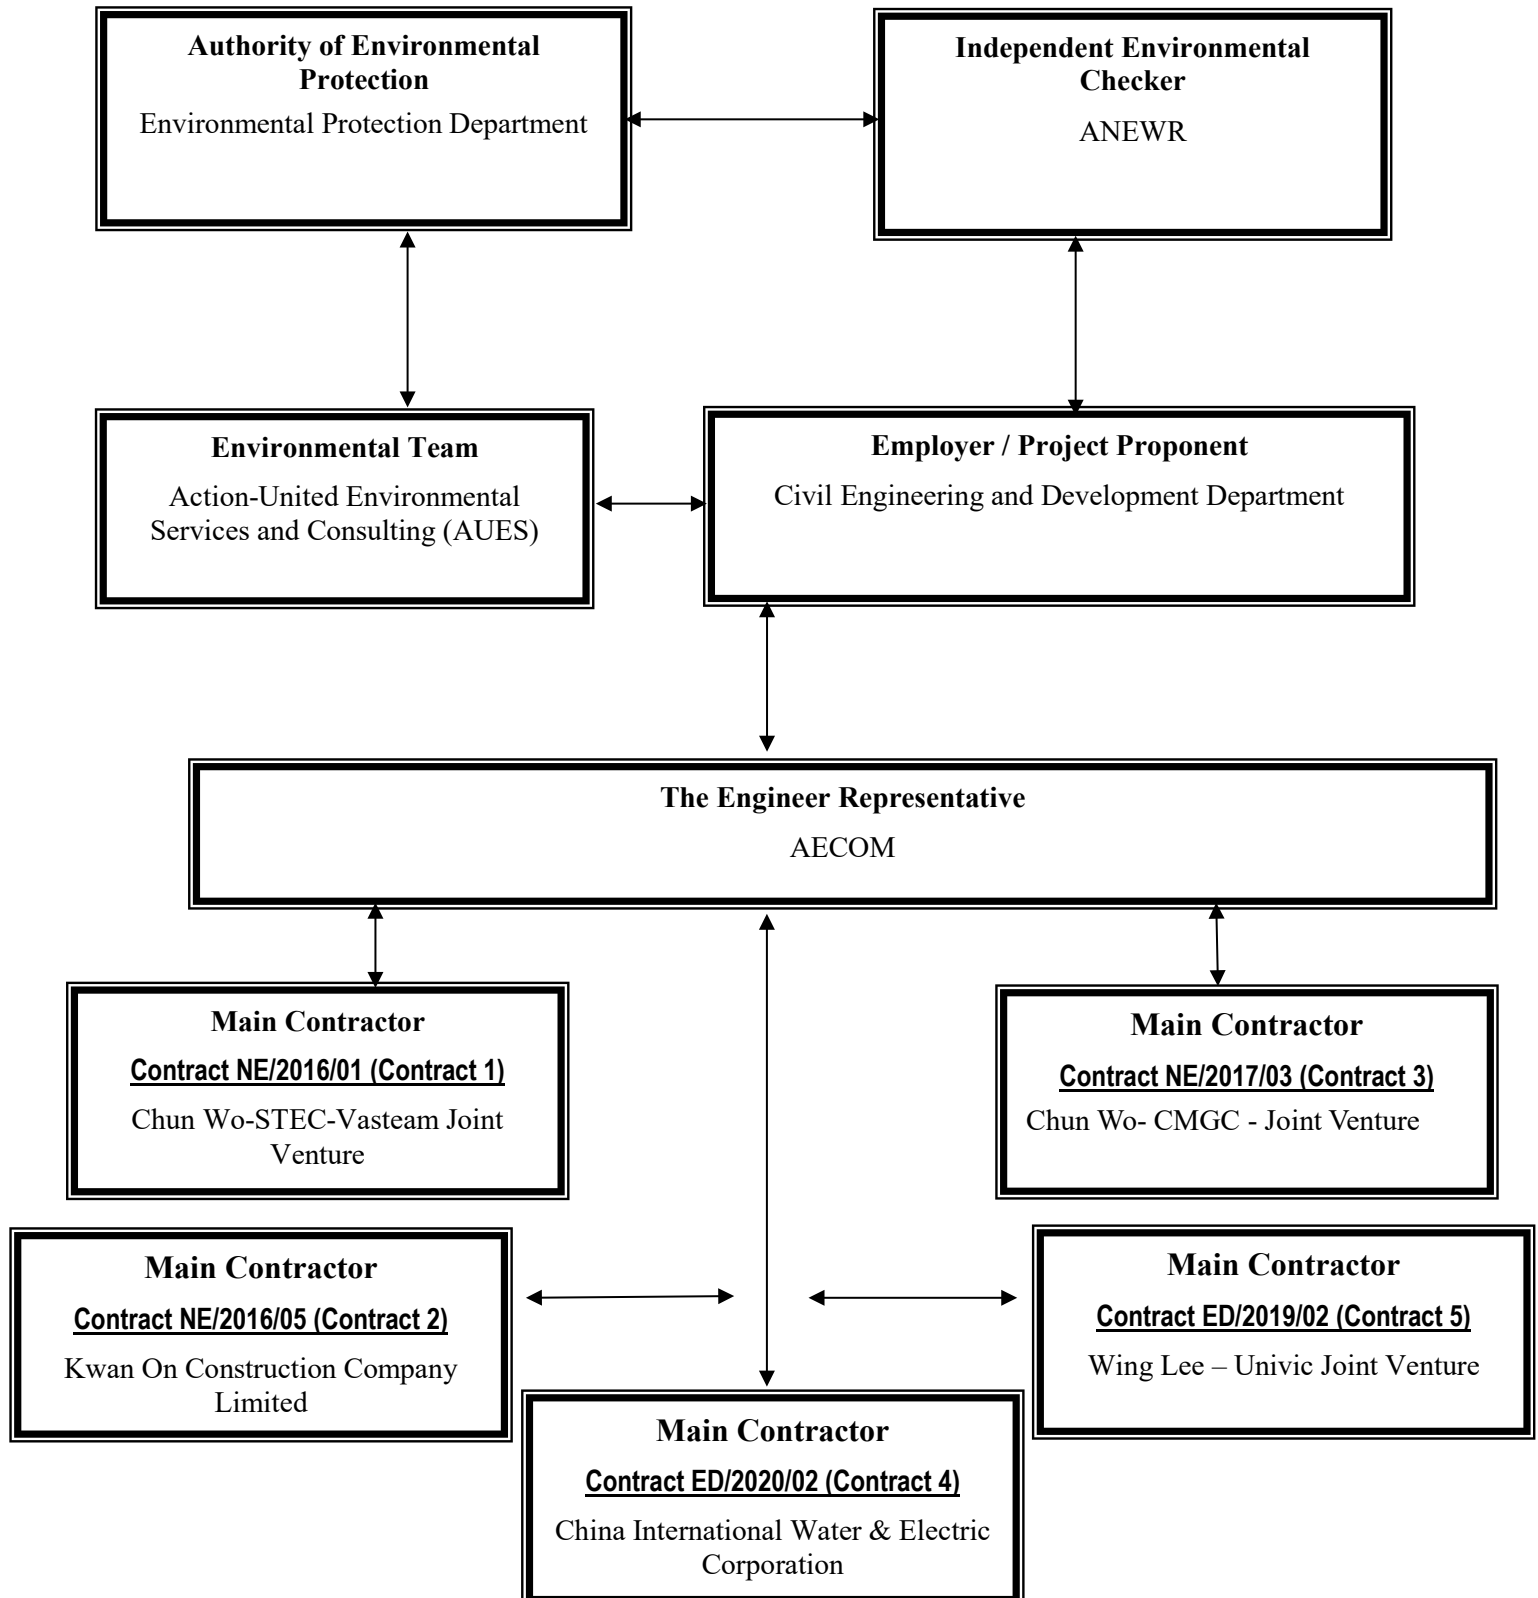 Authority of Environmental
Protection
Environmental Protection Department
Independent Environmental
Checker
ANEWR
Environmental Team
Action-United Environmental
Services and Consulting (AUES)
Employer / Project Proponent
Civil Engineering and Development Department
The Engineer Representative
AECOM
Main Contractor
Contract NE/2016/01 (Contract 1)
Chun Wo-STEC-Vasteam Joint
Venture
Main Contractor
Contract NE/2017/03 (Contract 3)
Chun Wo- CMGC - Joint Venture
Main Contractor
Contract NE/2016/05 (Contract 2)
Kwan On Construction Company
Limited
Main Contractor
Contract ED/2019/02 (Contract 5)
Wing Lee – Univic Joint Venture
Main Contractor
Contract ED/2020/02 (Contract 4)
China International Water & Electric
Corporation